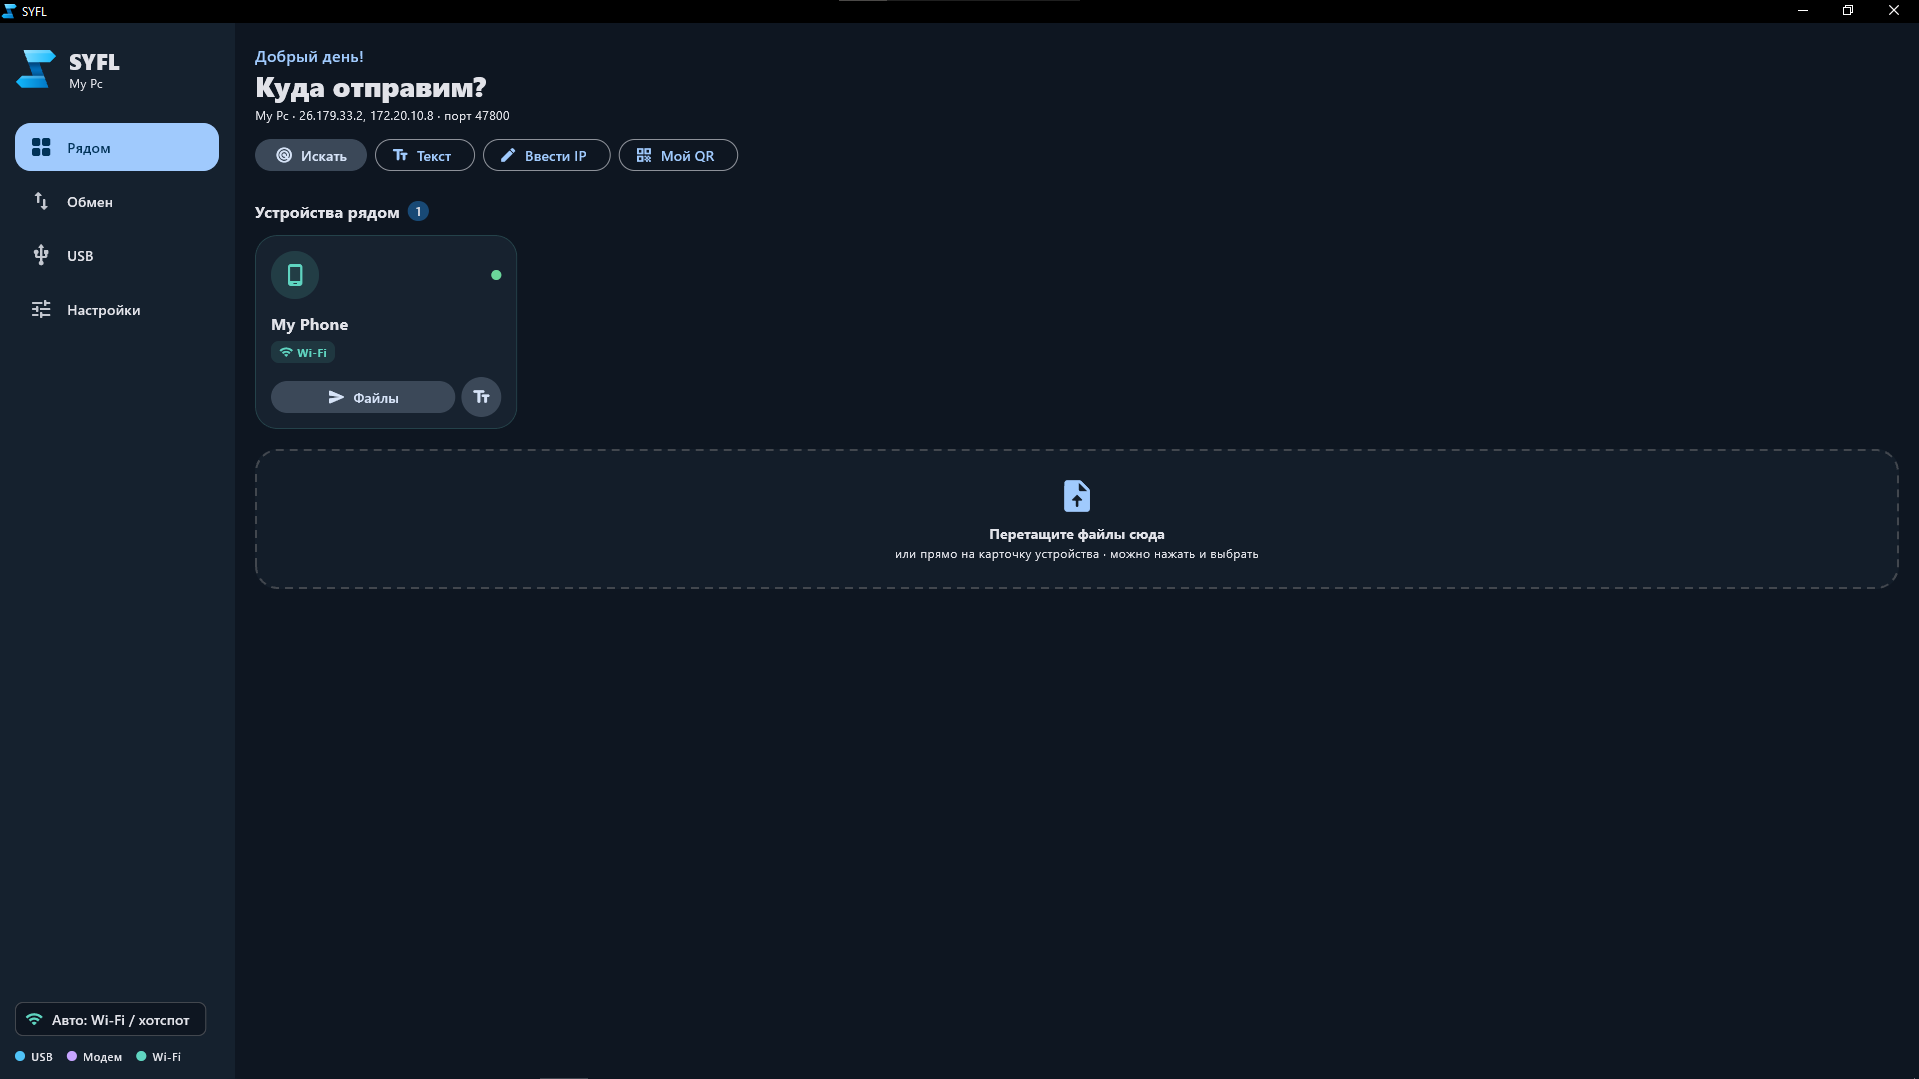 SYFL
SYFL
My Pc
Рядом
Обмен
USB
Настройки
Добрый день!
Куда отправим?
My Pc · 26.179.33.2, 172.20.10.8 · порт 47800
Искать
Текст
Ввести IP
Мой QR
Устройства рядом 1
My Phone
Wi-Fi
Файлы
Перетащите файлы сюда
или прямо на карточку устройства · можно нажать и выбрать
Авто: Wi-Fi / хотспот
USB Модем Wi-Fi